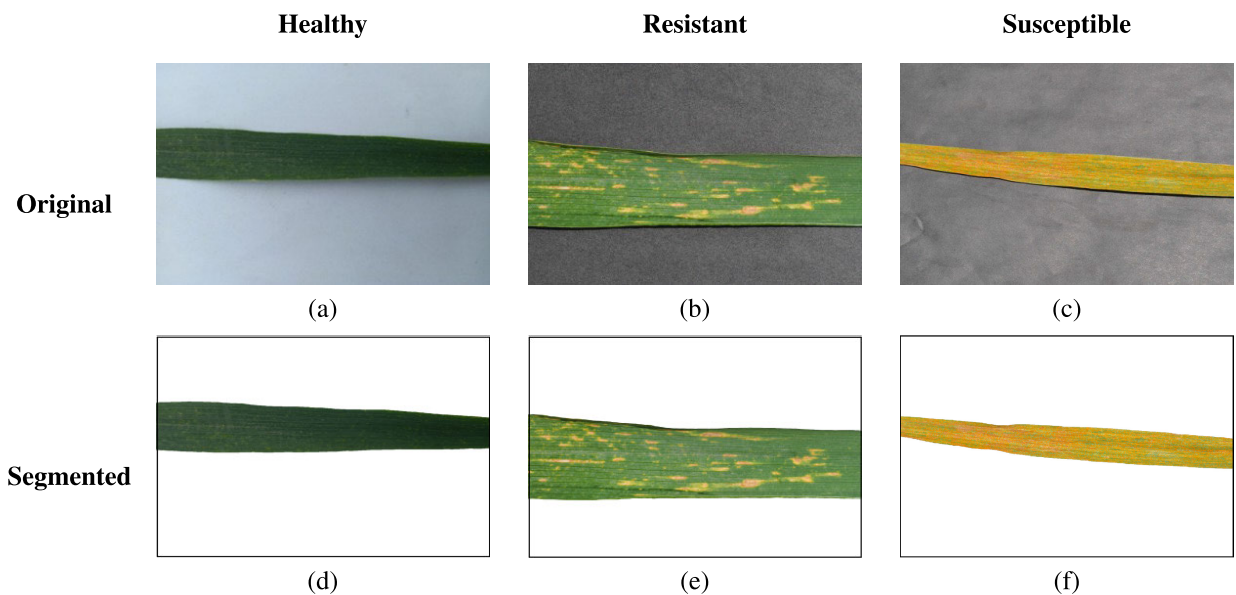 Healthy Resistant Susceptible
Original
(a) (b) (c)
Segmented
(d) (e) (f)